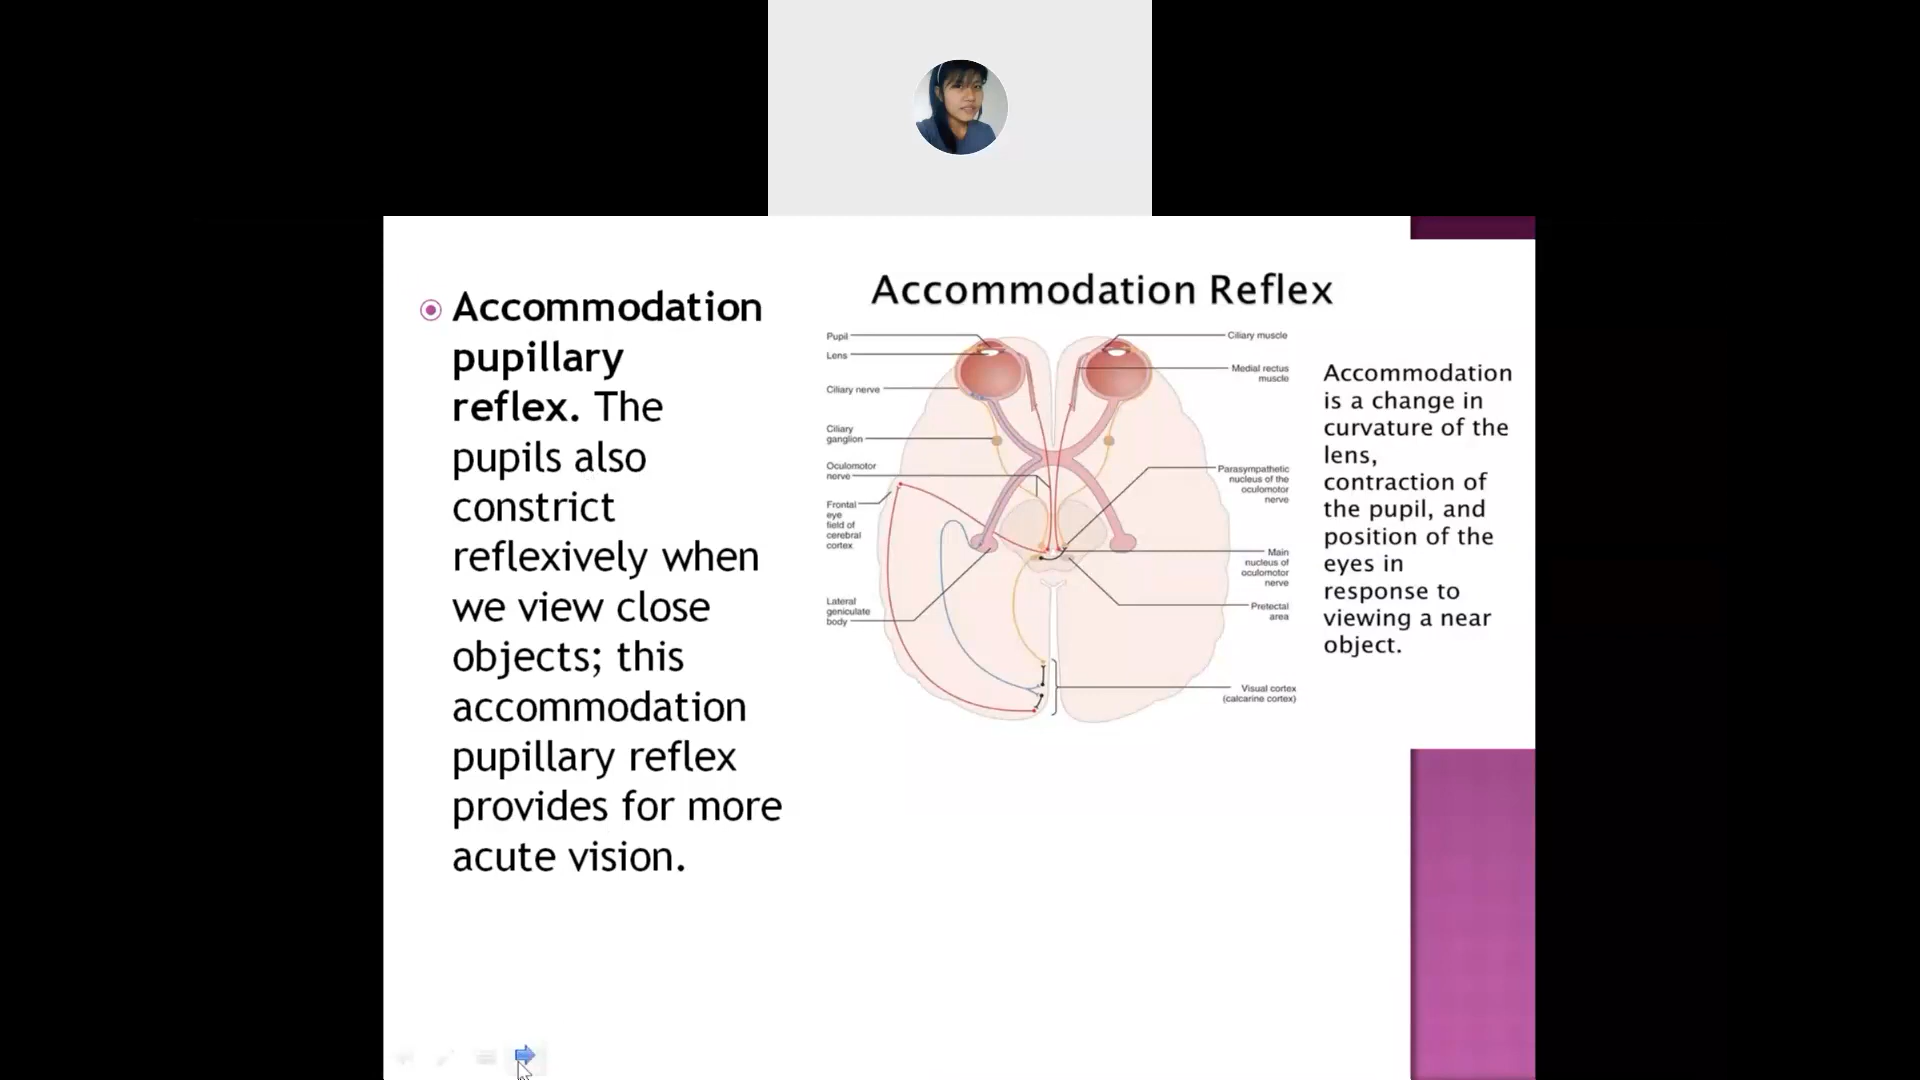 Accommodation
pupillary
reflex. The
pupils also
constrict
reflexively when
we view close
objects; this
accommodation
pupillary reflex
provides for more
acute vision.
Accommodation Reflex
Pupil
Lens
Ciliary nerve
Ciliary
ganglion
Oculomotor
nerve
Frontal
eye
field of
cerebral
cortex
Lateral
geniculate
body
Ciliary muscle
Medial rectus
muscle
Parasympathetic
nucleus of the
oculomotor
nerve
Main
nucleus of
oculomotor
nerve
Pretectal
area
Visual cortex
(calcarine cortex)
Accommodation
is a change in
curvature of the
lens,
contraction of
the pupil, and
position of the
eyes in
response to
viewing a near
object.